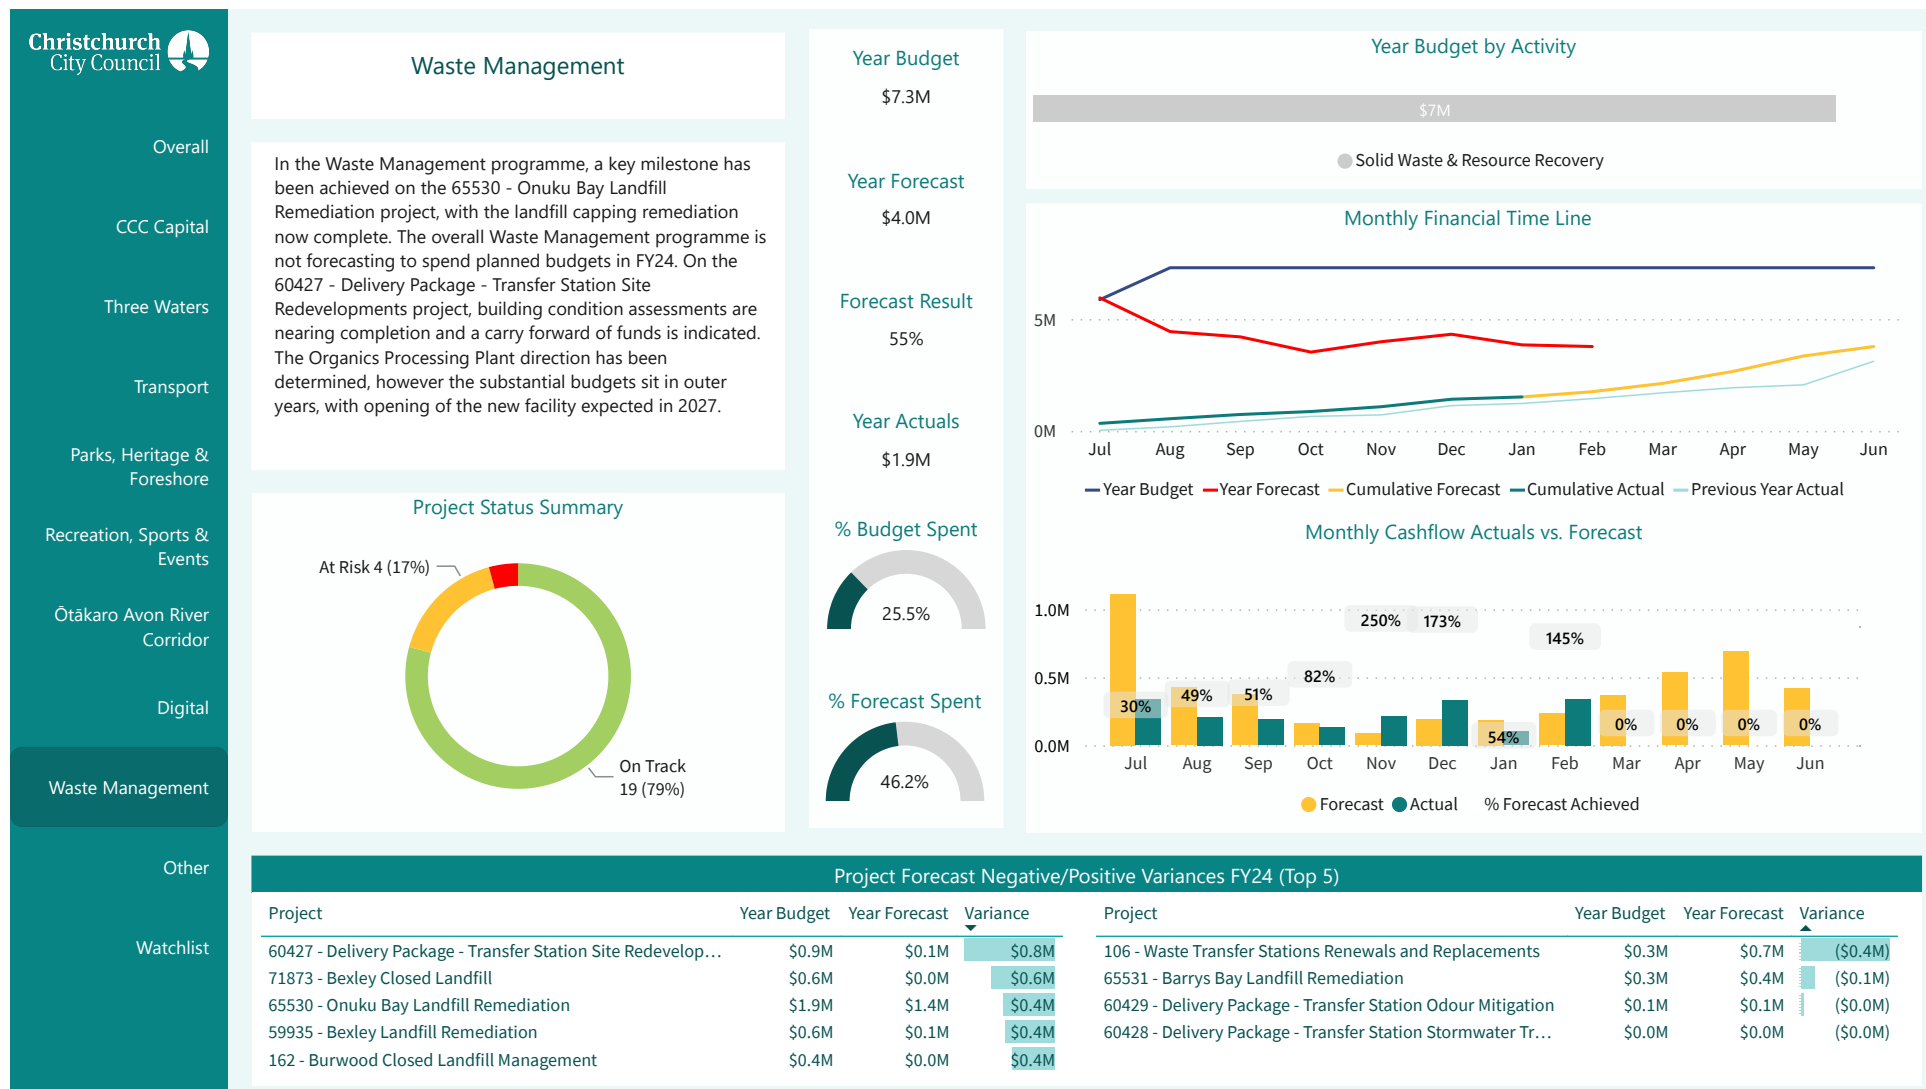 Christchurch
City Council
Overall
CCC Capital
Three Waters
Transport
Parks, Heritage &
Foreshore
Recreation, Sports &
Events
Ōtākaro Avon River
Corridor
Digital
Waste Management
Other
Watchlist
Waste Management
In the Waste Management programme, a key milestone has
been achieved on the 65530 - Onuku Bay Landfill
Remediation project, with the landfill capping remediation
now complete. The overall Waste Management programme is
not forecasting to spend planned budgets in FY24. On the
60427 - Delivery Package - Transfer Station Site
Redevelopments project, building condition assessments are
nearing completion and a carry forward of funds is indicated.
The Organics Processing Plant direction has been
determined, however the substantial budgets sit in outer
years, with opening of the new facility expected in 2027.
Project Status Summary
At Risk 4 (17%)
On Track
19 (79%)
Year Budget
$7.3M
Year Forecast
$4.0M
Forecast Result
55%
Year Actuals
$1.9M
% Budget Spent
25.5%
% Forecast Spent
46.2%
Year Budget by Activity
$7M
Solid Waste & Resource Recovery
Monthly Financial Time Line
5M
0M
Jul Aug Sep Oct Nov Dec Jan Feb Mar Apr May Jun
Year Budget Year Forecast Cumulative Forecast Cumulative Actual Previous Year Actual
Monthly Cashflow Actuals vs. Forecast
1.0M
0.5M
0.0M
30% 49% 51% 82% 250% 173% 54% 145% 0% 0% 0% 0%
Jul Aug Sep Oct Nov Dec Jan Feb Mar Apr May Jun
Forecast Actual % Forecast Achieved
Project Forecast Negative/Positive Variances FY24 (Top 5)
Project Year Budget Year Forecast Variance
60427 - Delivery Package - Transfer Station Site Redevelop... $0.9M $0.1M $0.8M
71873 - Bexley Closed Landfill $0.6M $0.0M $0.6M
65530 - Onuku Bay Landfill Remediation $1.9M $1.4M $0.4M
59935 - Bexley Landfill Remediation $0.6M $0.1M $0.4M
162 - Burwood Closed Landfill Management $0.4M $0.0M $0.4M
Project Year Budget Year Forecast Variance
106 - Waste Transfer Stations Renewals and Replacements $0.3M $0.7M ($0.4M)
65531 - Barrys Bay Landfill Remediation $0.3M $0.4M ($0.1M)
60429 - Delivery Package - Transfer Station Odour Mitigation $0.1M $0.1M ($0.0M)
60428 - Delivery Package - Transfer Station Stormwater Tr... $0.0M $0.0M ($0.0M)